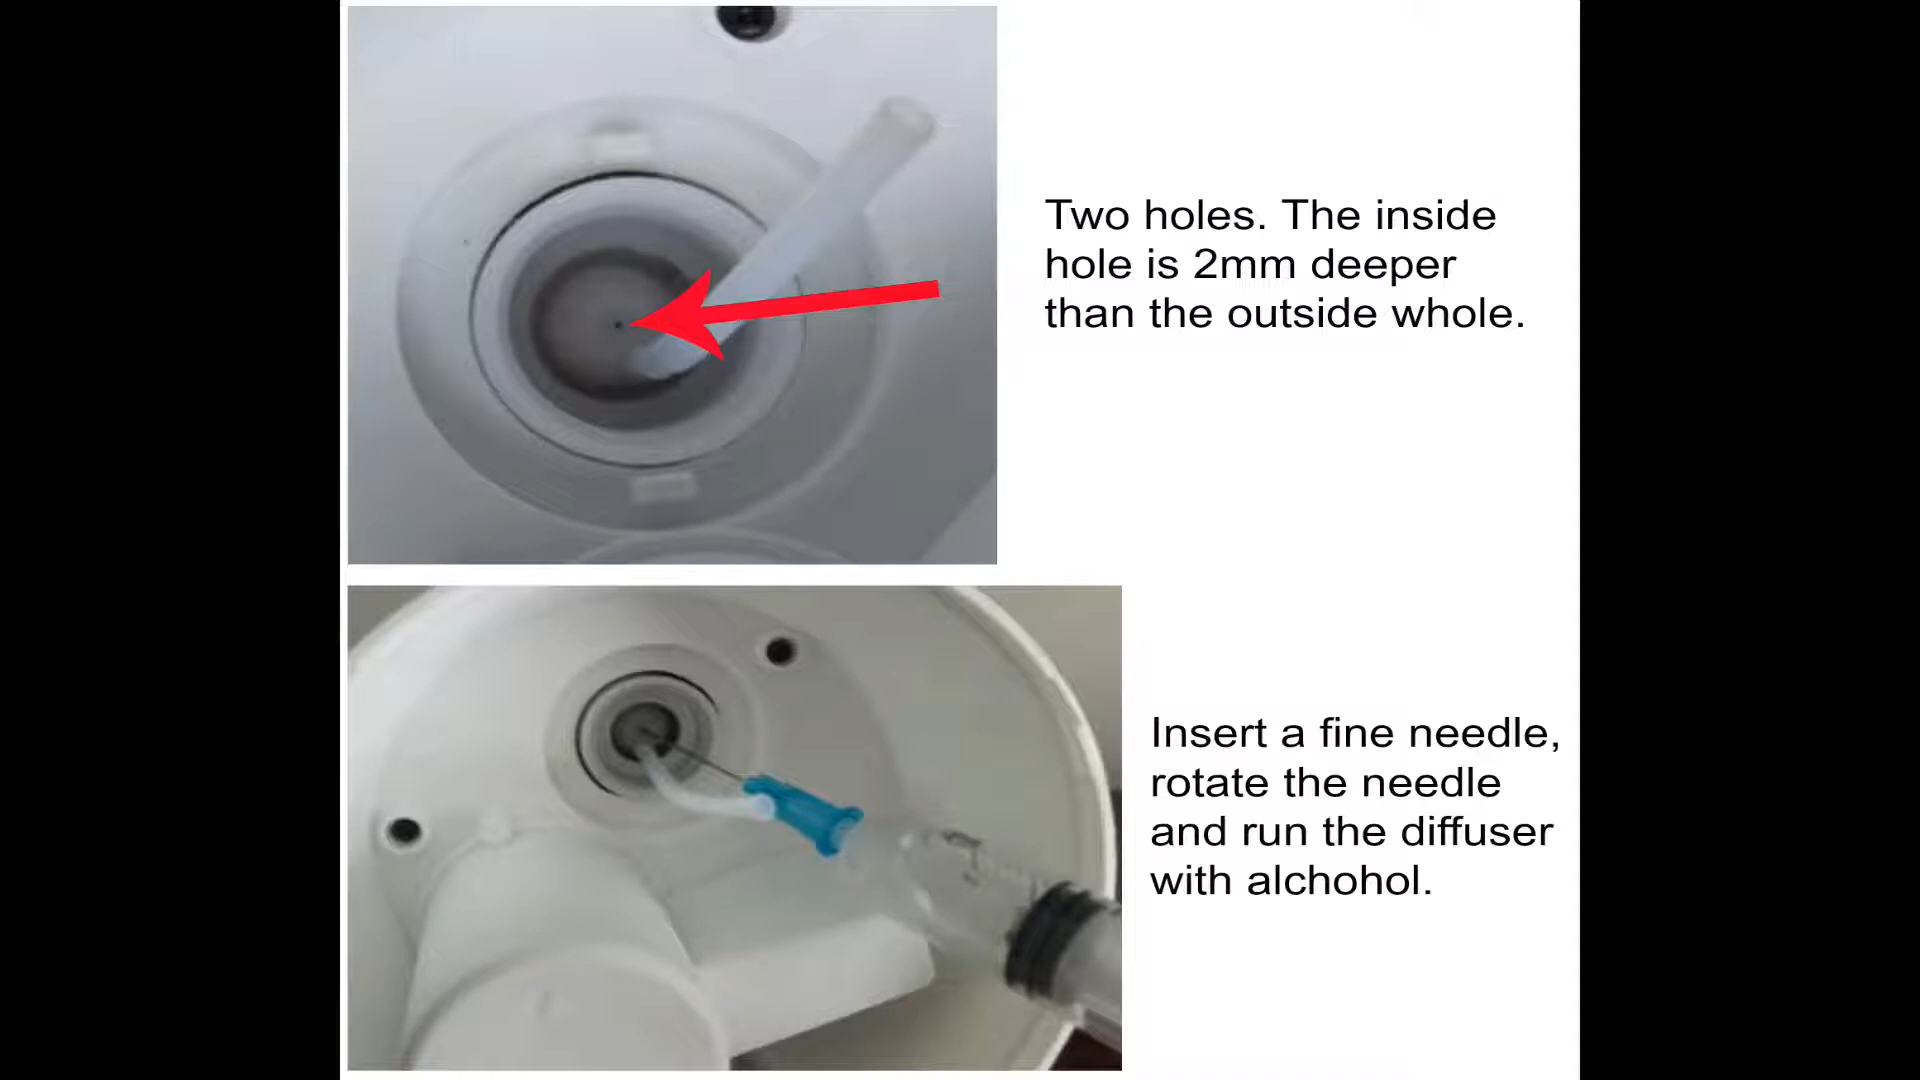 Two holes. The inside
hole is 2mm deeper
than the outside whole.
Insert a fine needle,
rotate the needle
and run the diffuser
with alchohol.